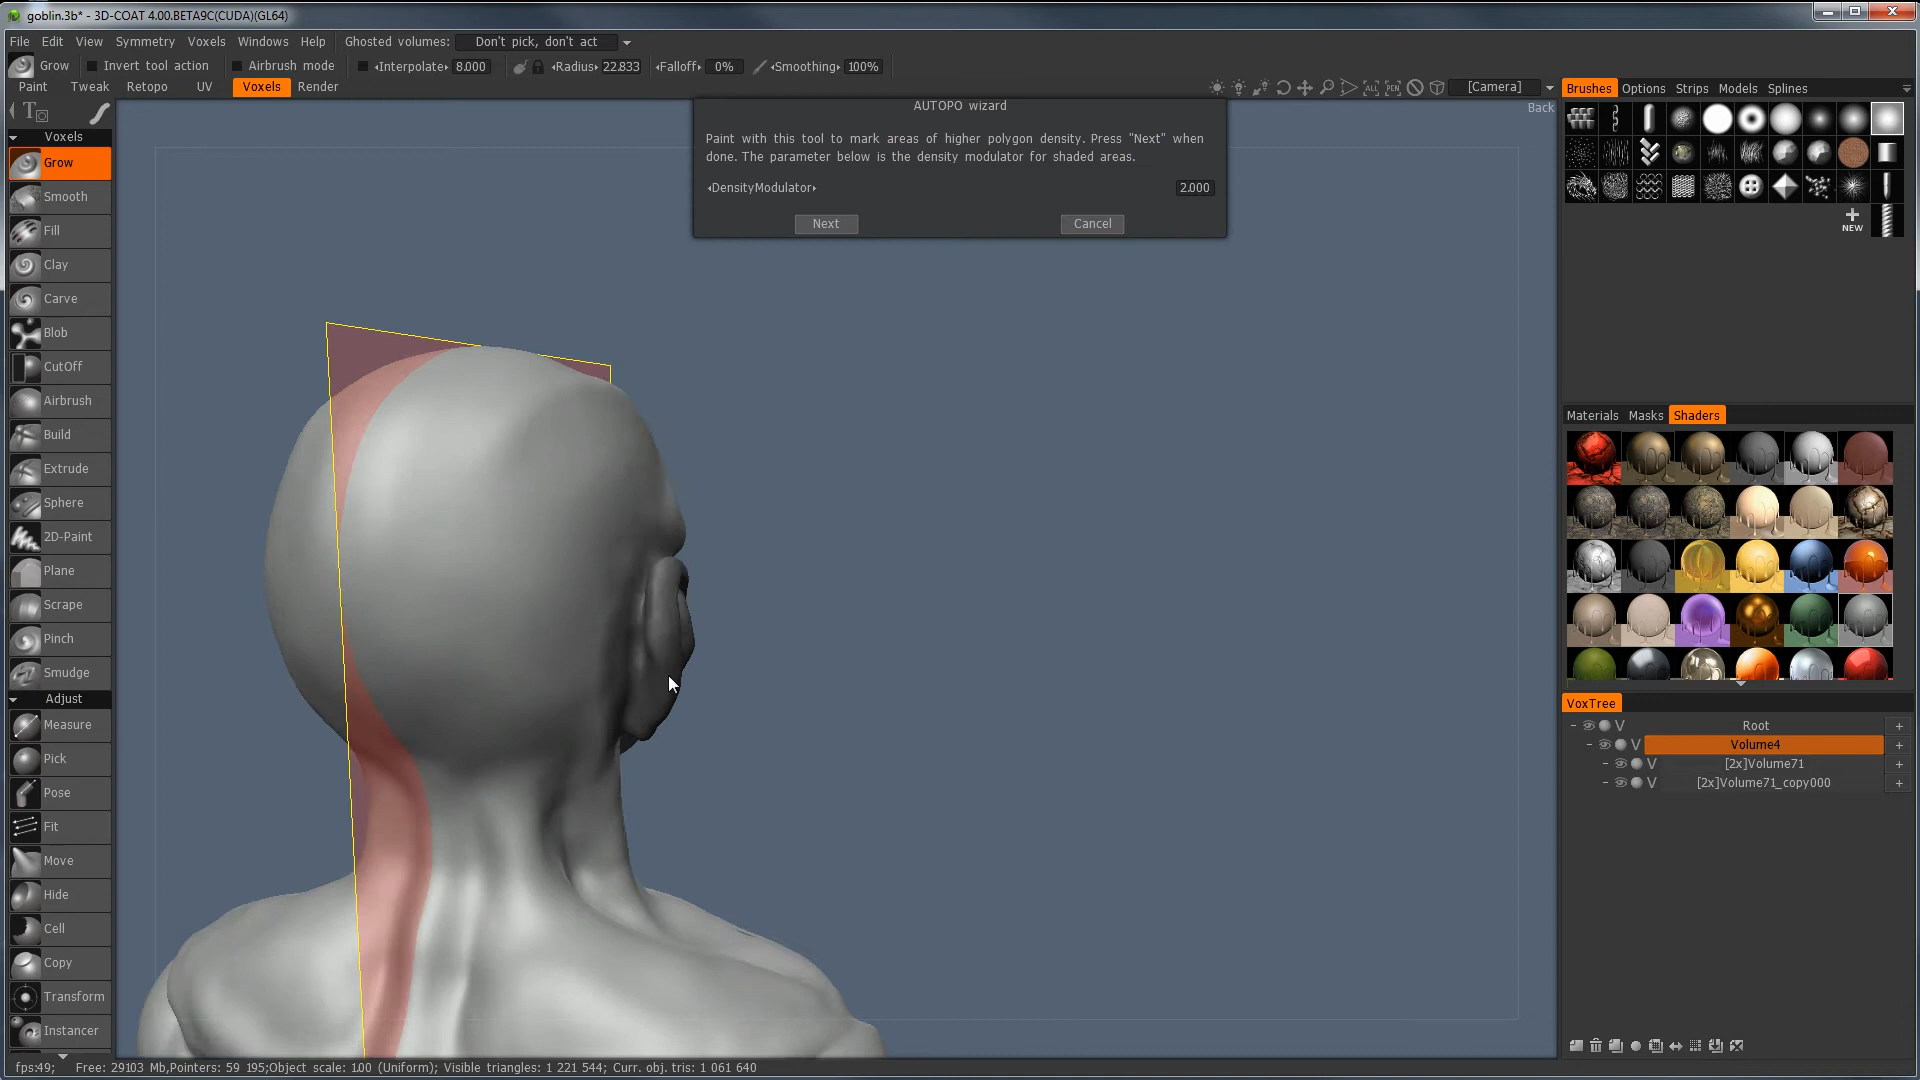 goblin.3b* - 3D-COAT 4.00.BETA9C(CUDA)(GL64)
File Edit View Symmetry Voxels Windows Help Ghosted volumes: Don't pick, don't act
Grow Invert tool action Airbrush mode Interpolate 8.000 Radius 22.833 Falloff 0% Smoothing 100%
Paint Tweak Retopo UV Voxels Render
ALL PEN [Camera]
Brushes Options Strips Models Splines
Back
AUTOPO wizard
Paint with this tool to mark areas of higher polygon density. Press "Next" when
done. The parameter below is the density modulator for shaded areas.
DensityModulator 2.000
Next Cancel
Voxels
Grow
Smooth
Fill
Clay
Carve
Blob
CutOff
Airbrush
Build
Extrude
Sphere
2D-Paint
Plane
Scrape
Pinch
Smudge
Adjust
Measure
Pick
Pose
Fit
Move
Hide
Cell
Copy
Transform
Instancer
NEW
Materials Masks Shaders
VoxTree
V Root +
V Volume4 +
V [2x]Volume71 +
V [2x]Volume71_copy000 +
fps:49; Free: 29103 Mb,Pointers: 59 195;Object scale: 1.00 (Uniform); Visible triangles: 1 221 544; Curr. obj. tris: 1 061 640